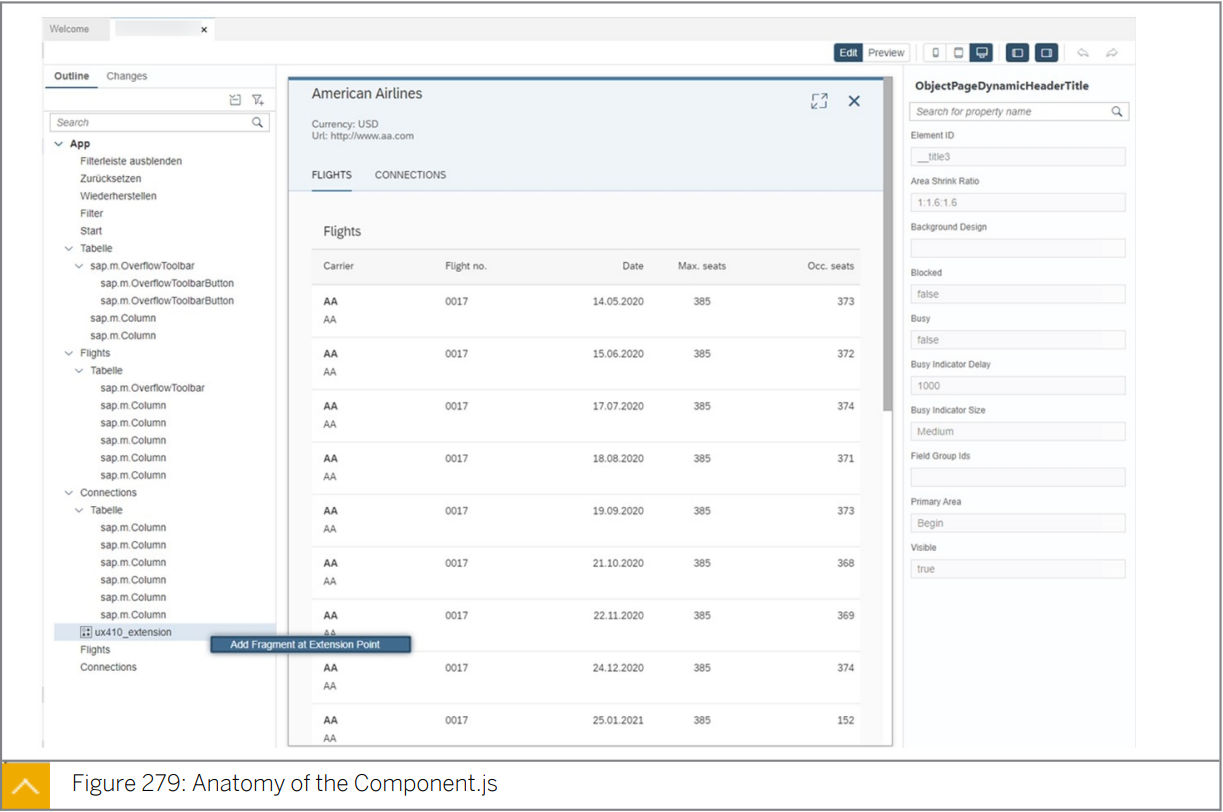 Welcome
Edit Preview
Outline Changes
Search
App
Filterleiste ausblenden
Zurücksetzen
Wiederherstellen
Filter
Start
Tabelle
sap.m.OverflowToolbar
sap.m.OverflowToolbarButton
sap.m.OverflowToolbarButton
sap.m.Column
sap.m.Column
Flights
Tabelle
sap.m.OverflowToolbar
sap.m.Column
sap.m.Column
sap.m.Column
sap.m.Column
sap.m.Column
Connections
Tabelle
sap.m.Column
sap.m.Column
sap.m.Column
sap.m.Column
sap.m.Column
sap.m.Column
ux410_extension
Add Fragment at Extension Point
Flights
Connections
American Airlines
Currency: USD
Url: http://www.aa.com
FLIGHTS CONNECTIONS
Flights
Carrier Flight no. Date Max. seats Occ. seats
AA 0017 14.05.2020 385 373
AA
AA 0017 15.06.2020 385 372
AA
AA 0017 17.07.2020 385 374
AA
AA 0017 18.08.2020 385 371
AA
AA 0017 19.09.2020 385 373
AA
AA 0017 21.10.2020 385 368
AA
AA 0017 22.11.2020 385 369
AA
AA 0017 24.12.2020 385 374
AA
AA 0017 25.01.2021 385 152
AA
ObjectPageDynamicHeaderTitle
Search for property name
Element ID
__title3
Area Shrink Ratio
1:1.6:1.6
Background Design
Blocked
false
Busy
false
Busy Indicator Delay
1000
Busy Indicator Size
Medium
Field Group Ids
Primary Area
Begin
Visible
true
Figure 279: Anatomy of the Component.js